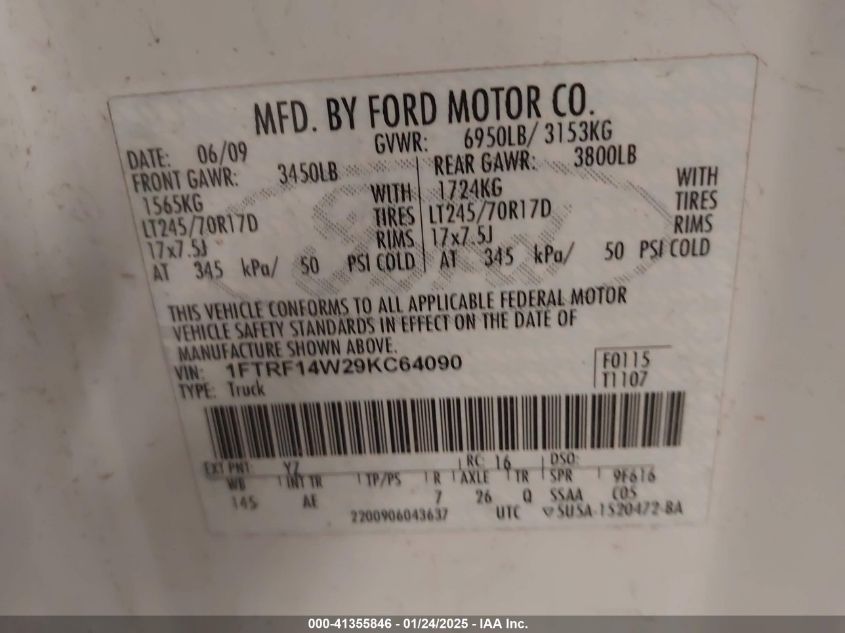 MFD. BY FORD MOTOR CO.
DATE: 06/09 GVWR: 6950LB/ 3153KG
FRONT GAWR: 3450LB REAR GAWR: 3800LB
1565KG WITH 1724KG WITH
LT245/70R17D TIRES LT245/70R17D TIRES
17x7.5J RIMS 17x7.5J RIMS
AT 345 kPa/ 50 PSI COLD AT 345 kPa/ 50 PSI COLD
THIS VEHICLE CONFORMS TO ALL APPLICABLE FEDERAL MOTOR
VEHICLE SAFETY STANDARDS IN EFFECT ON THE DATE OF
MANUFACTURE SHOWN ABOVE.
VIN: 1FTRF14W29KC64090 F0115
TYPE: Truck T1107
EXT PNT: YZ RC: 16 DSO:
WB INT TR TP/PS R AXLE TR SPR 9F616
145 AE 7 26 Q SSAA C05
2200906043637 UTC ▽SU5A-1520472-BA
000-41355846 - 01/24/2025 - IAA Inc.